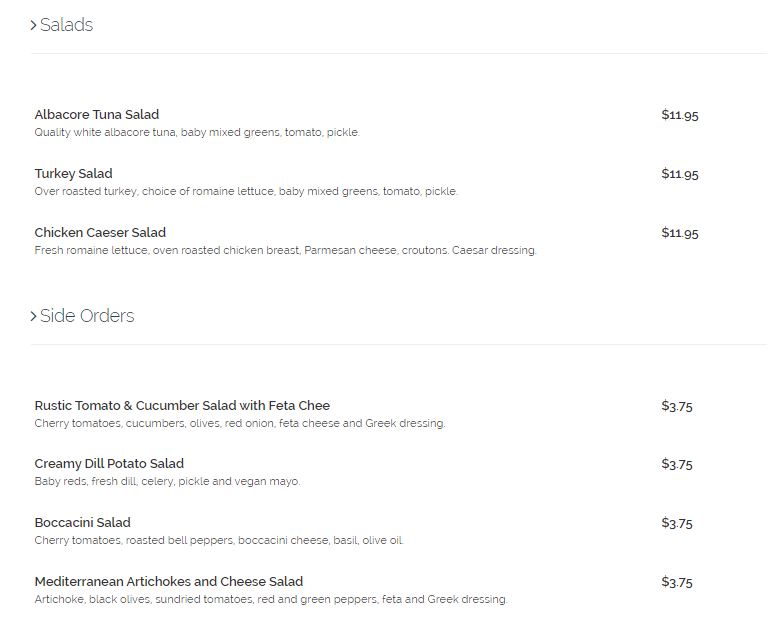 > Salads
Albacore Tuna Salad $11.95
Quality white albacore tuna, baby mixed greens, tomato, pickle.
Turkey Salad $11.95
Over roasted turkey, choice of romaine lettuce, baby mixed greens, tomato, pickle.
Chicken Caeser Salad $11.95
Fresh romaine lettuce, oven roasted chicken breast, Parmesan cheese, croutons. Caesar dressing.
> Side Orders
Rustic Tomato & Cucumber Salad with Feta Chee $3.75
Cherry tomatoes, cucumbers, olives, red onion, feta cheese and Greek dressing.
Creamy Dill Potato Salad $3.75
Baby reds, fresh dill, celery, pickle and vegan mayo.
Boccacini Salad $3.75
Cherry tomatoes, roasted bell peppers, boccacini cheese, basil, olive oil.
Mediterranean Artichokes and Cheese Salad $3.75
Artichoke, black olives, sundried tomatoes, red and green peppers, feta and Greek dressing.